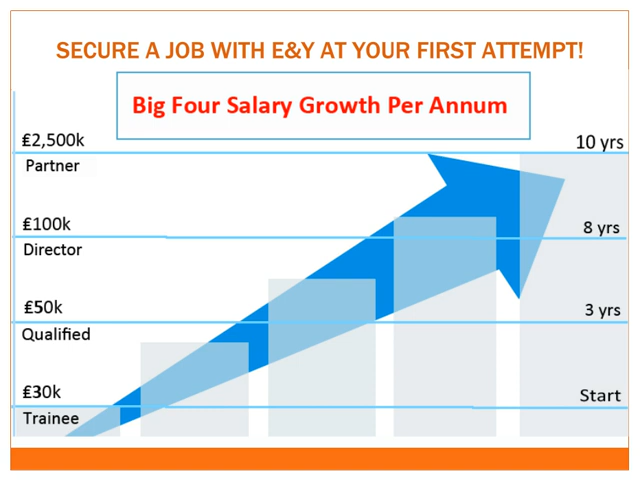 SECURE A JOB WITH E&Y AT YOUR FIRST ATTEMPT!
Big Four Salary Growth Per Annum
₤2,500k
10 yrs
Partner
₤100k
8 yrs
Director
₤50k
3 yrs
Qualified
₤30k
Start
Trainee